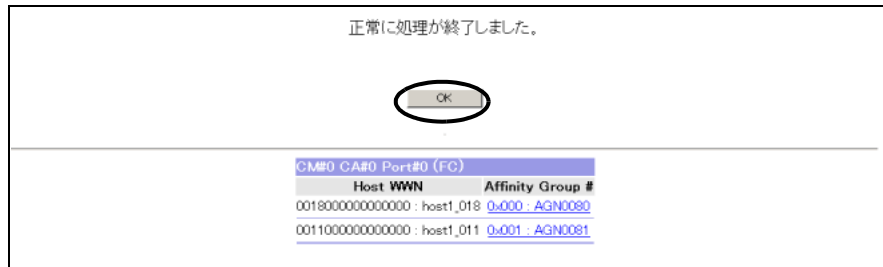 正常に処理が終了しました。
OK
CM#0 CA#0 Port#0 (FC)
Host WWN Affinity Group #
0018000000000000 : host1_018 0x000 : AGN0080
0011000000000000 : host1_011 0x001 : AGN0081